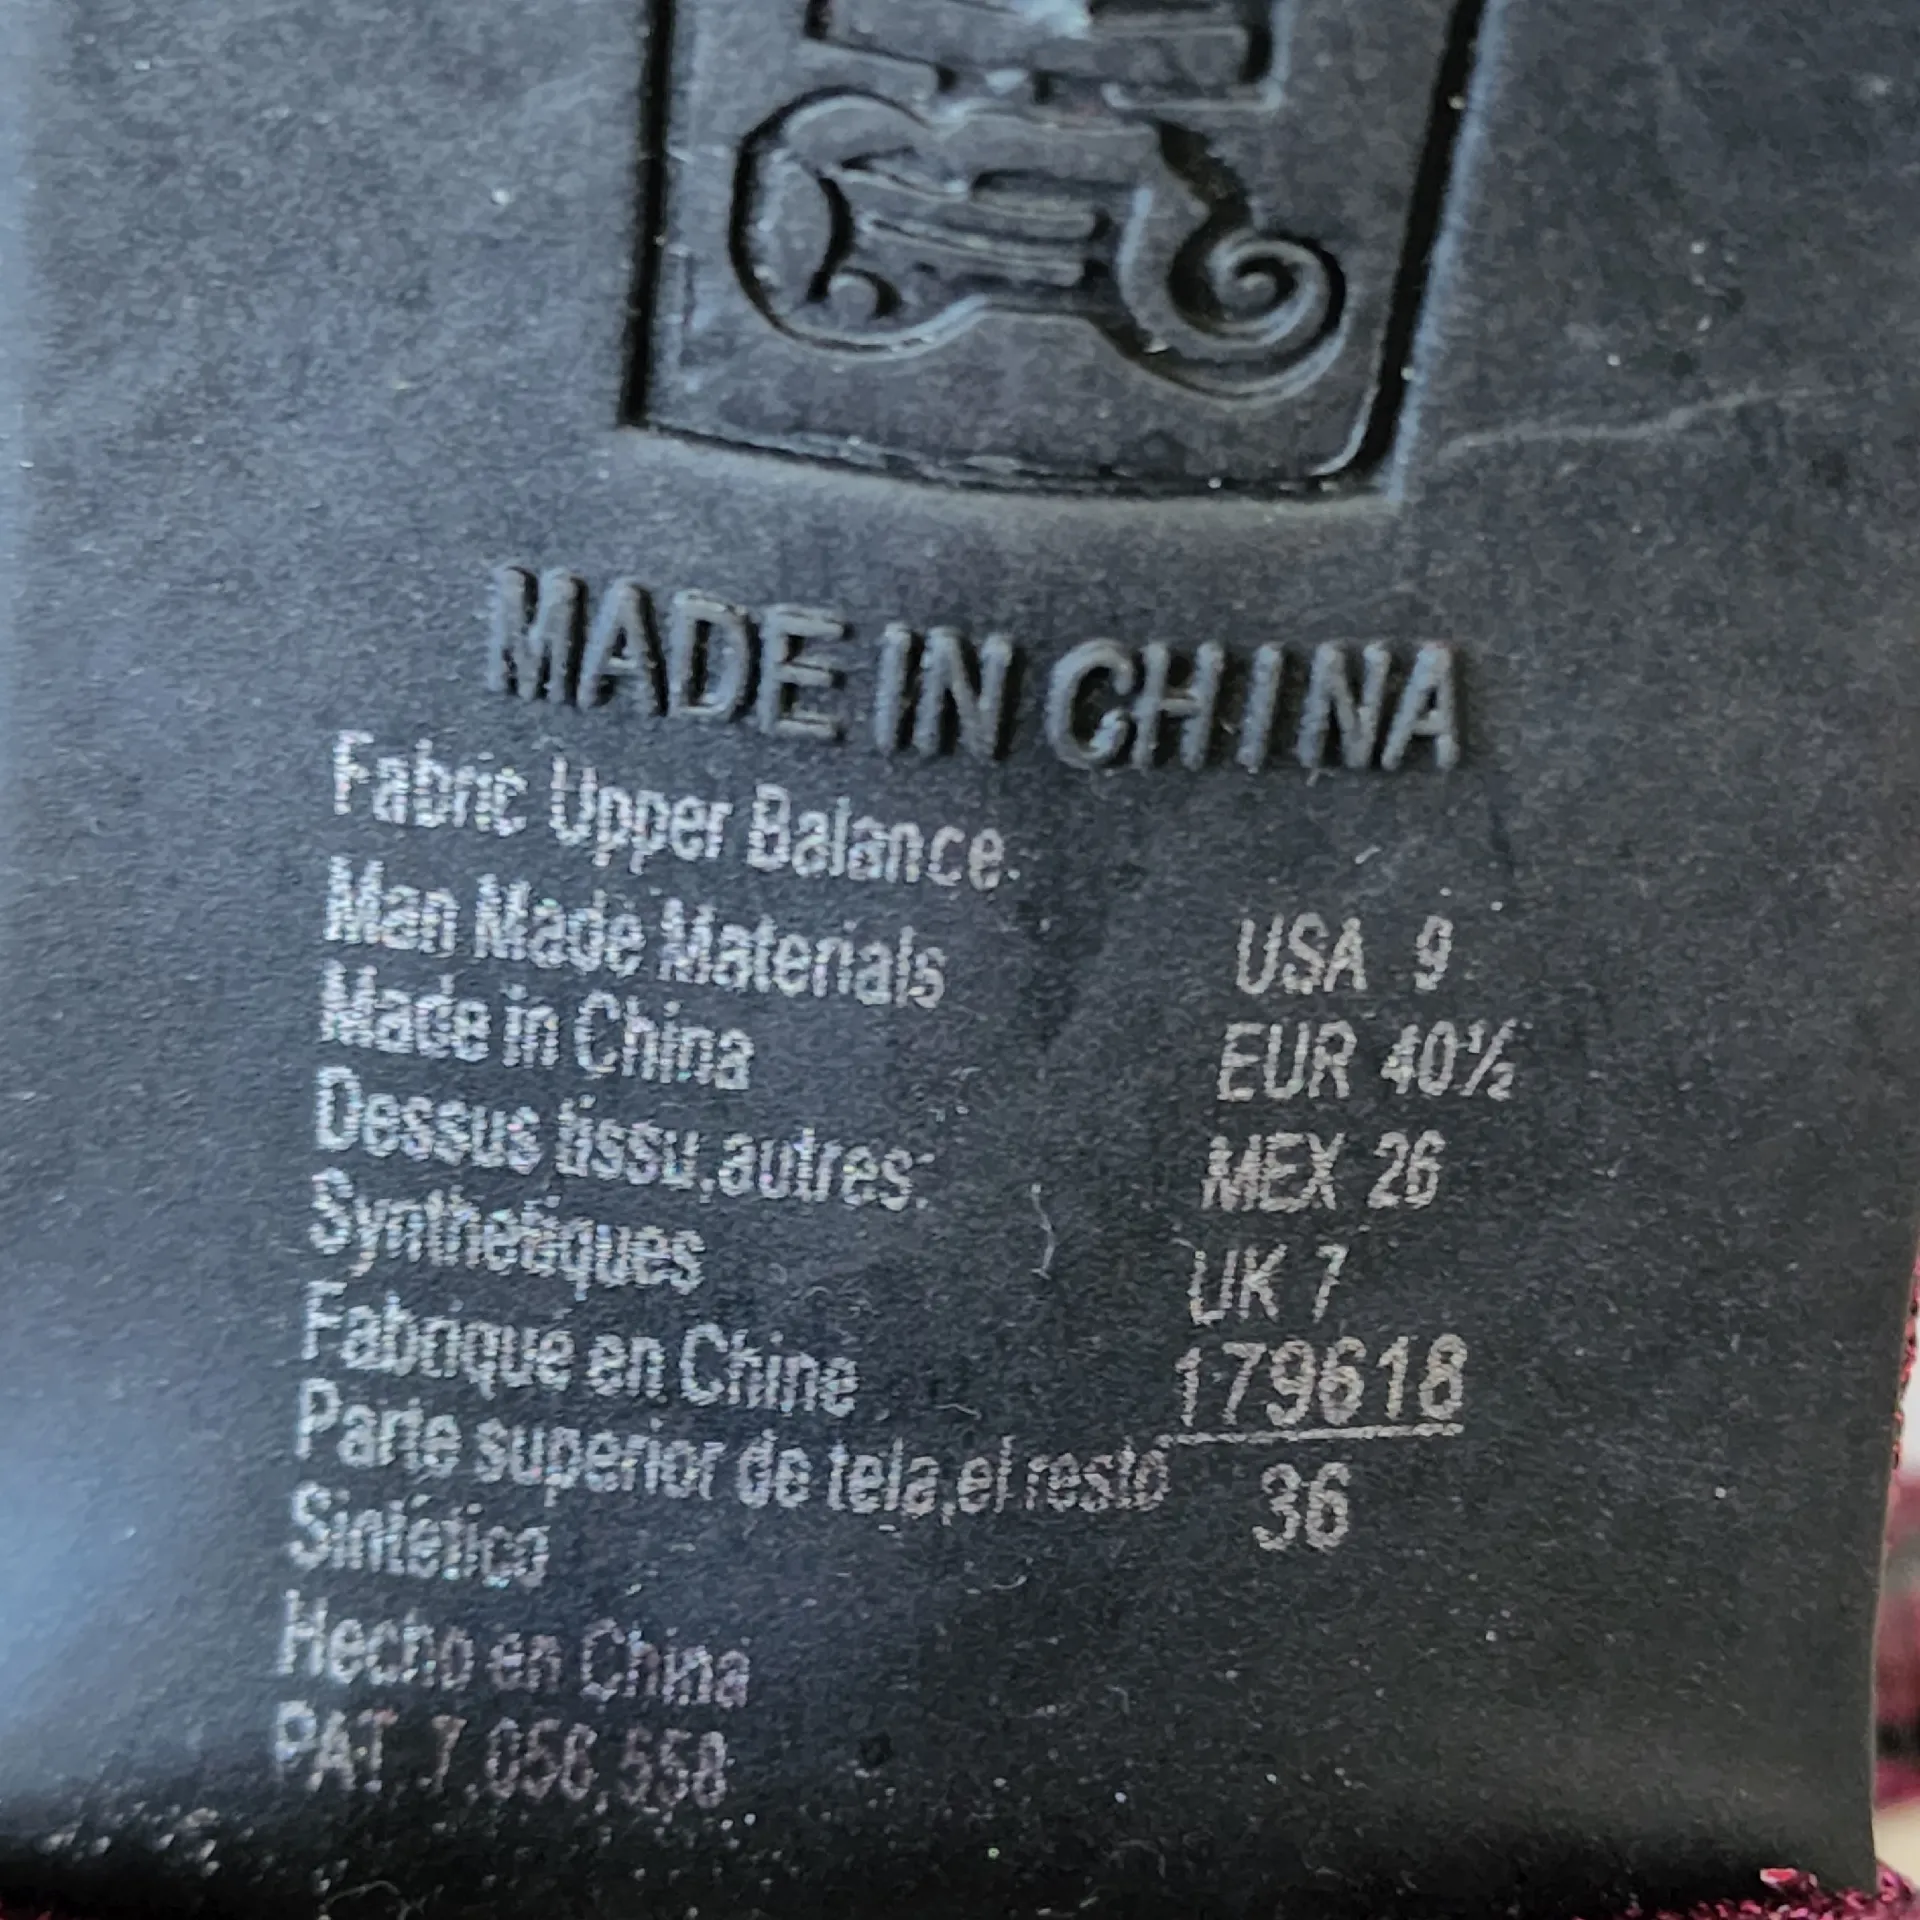 MADE IN CHINA
Fabric Upper Balance
Man Made Materials
Made in China
Dessus tissu,autres:
Synthetiques
Fabriqué en Chine
Parte superior de tela,el resto
Sintética
Hecho en China
PAT 7.056.558
USA 9
EUR 40½
MEX 26
UK 7
179618
36